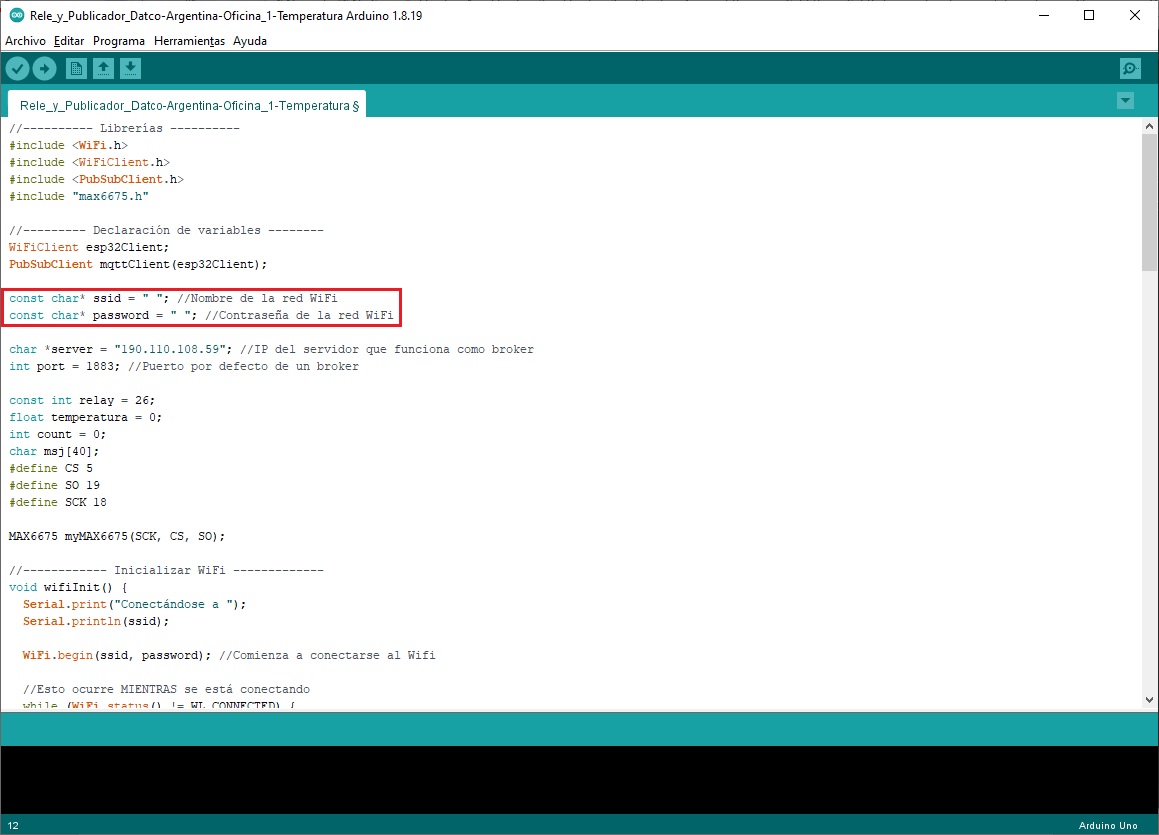 Rele_y_Publicador_Datco-Argentina-Oficina_1-Temperatura Arduino 1.8.19
Archivo Editar Programa Herramientas Ayuda
Rele_y_Publicador_Datco-Argentina-Oficina_1-Temperatura §
//---------- Librerías ----------
#include <WiFi.h>
#include <WiFiClient.h>
#include <PubSubClient.h>
#include "max6675.h"
//--------- Declaración de variables --------
WiFiClient esp32Client;
PubSubClient mqttClient(esp32Client);
const char* ssid = " "; //Nombre de la red WiFi
const char* password = " "; //Contraseña de la red WiFi
char *server = "190.110.108.59"; //IP del servidor que funciona como broker
int port = 1883; //Puerto por defecto de un broker
const int relay = 26;
float temperatura = 0;
int count = 0;
char msj[40];
#define CS 5
#define SO 19
#define SCK 18
MAX6675 myMAX6675(SCK, CS, SO);
//------------ Inicializar WiFi -------------
void wifiInit() {
Serial.print("Conectándose a ");
Serial.println(ssid);
WiFi.begin(ssid, password); //Comienza a conectarse al Wifi
//Esto ocurre MIENTRAS se está conectando
while (WiFi.status() != WL_CONNECTED) {
12
Arduino Uno